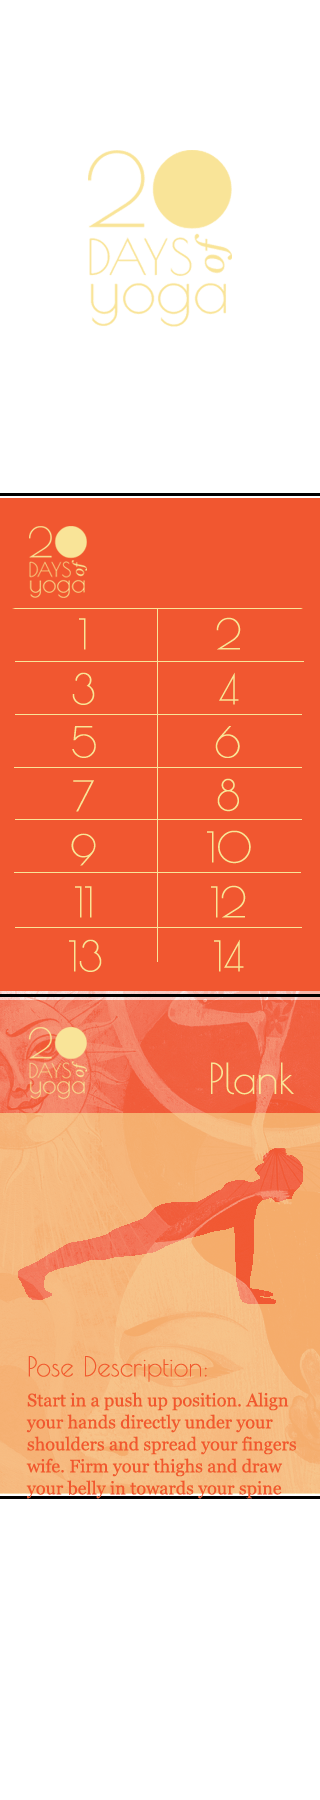 20
DAYS of
yoga
20
DAYS of
yoga
1 2
3 4
5 6
7 8
9 10
11 12
13 14
20
DAYS of
yoga
Plank
Pose Description:
Start in a push up position. Align
your hands directly under your
shoulders and spread your fingers
wife. Firm your thighs and draw
your belly in towards your spine